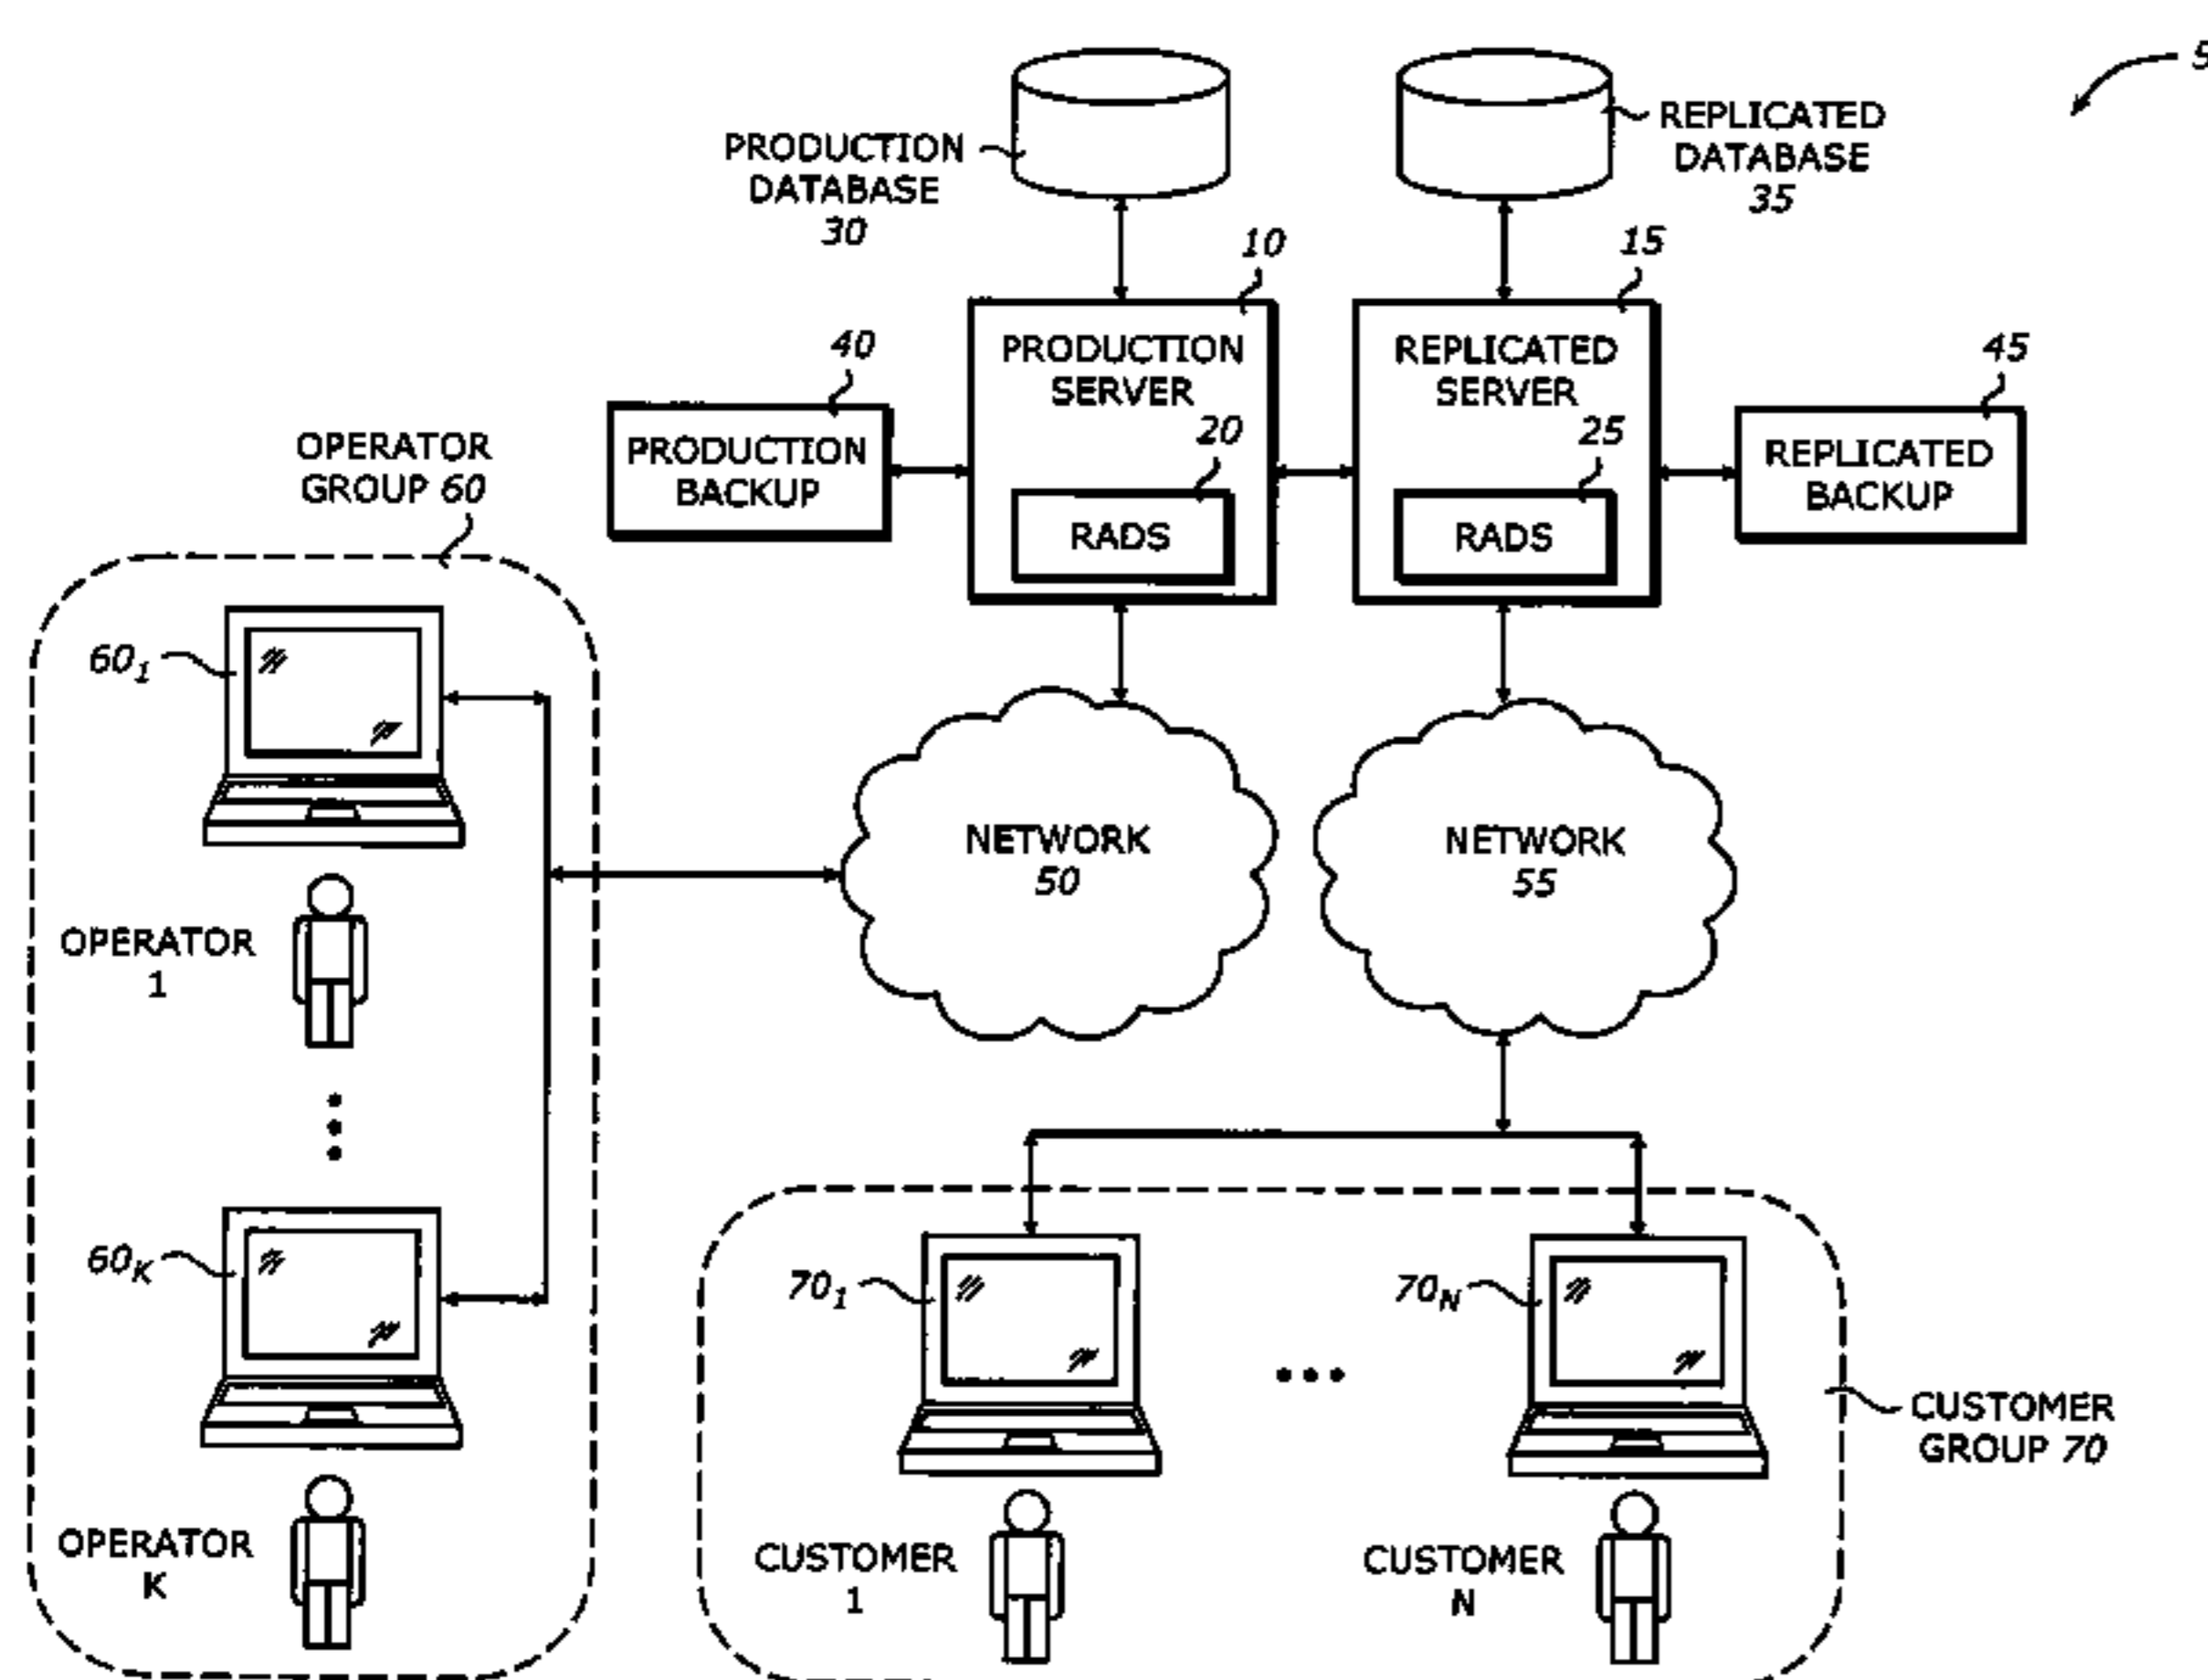 5
PRODUCTION
DATABASE
30
REPLICATED
DATABASE
35
10
15
PRODUCTION
SERVER
REPLICATED
SERVER
40
45
PRODUCTION
BACKUP
20
RADS
25
RADS
REPLICATED
BACKUP
OPERATOR
GROUP 60
60₁
OPERATOR
1
NETWORK
50
NETWORK
55
60ₖ
OPERATOR
K
70₁
70_N
CUSTOMER
GROUP 70
CUSTOMER
1
CUSTOMER
N